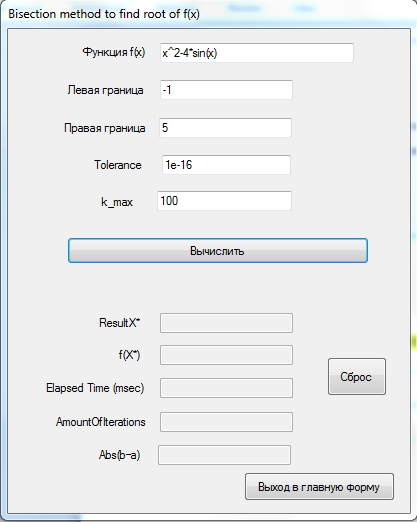 Bisection method to find root of f(x)
Функция f(x) x^2-4*sin(x)
Левая граница -1
Правая граница 5
Tolerance 1e-16
k_max 100
Вычислить
ResultX*
f(X*)
Elapsed Time (msec)
Сброс
AmountOfIterations
Abs(b-a)
Выход в главную форму